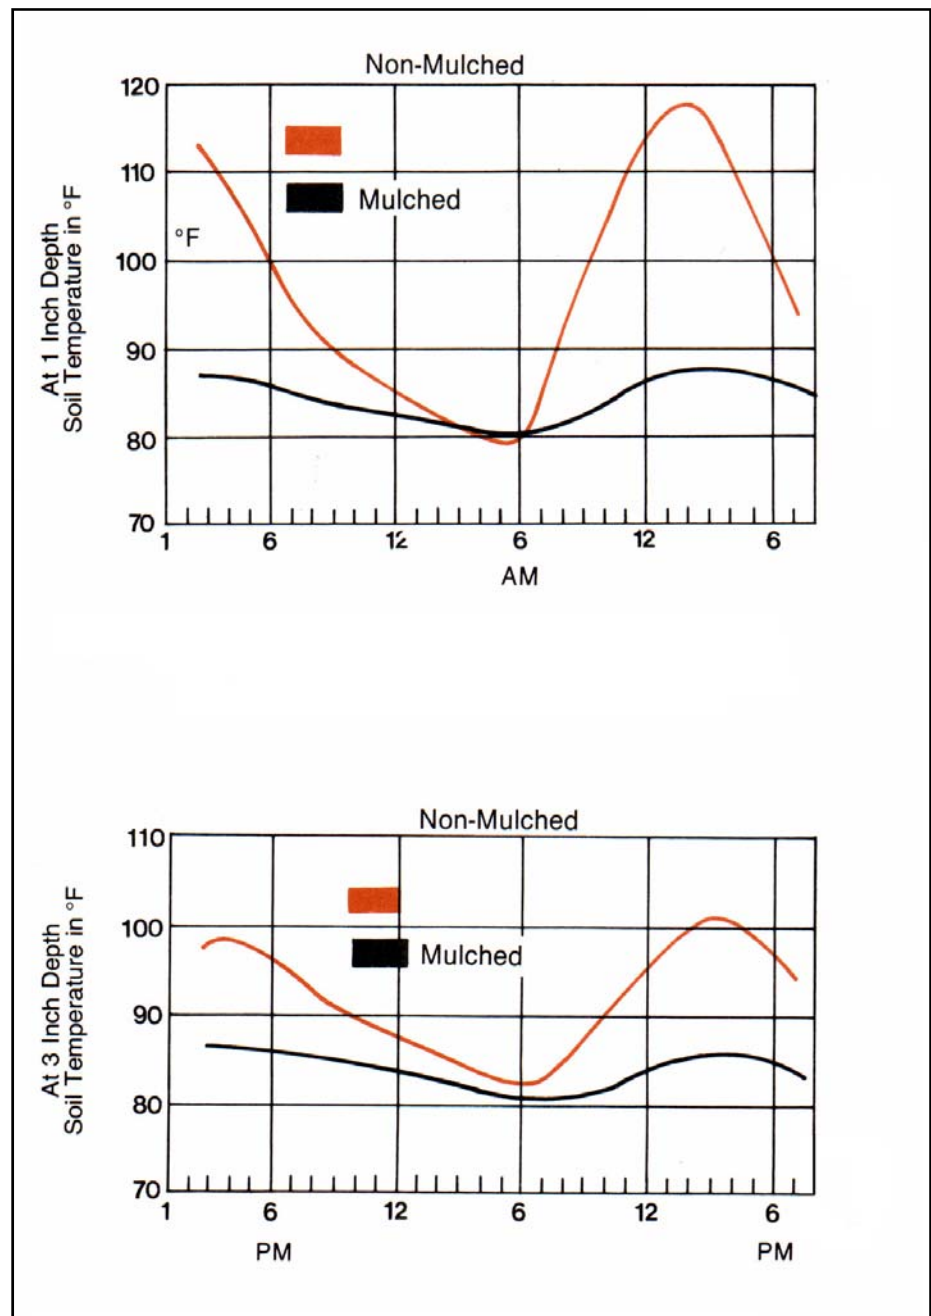 Non-Mulched
120
110
Mulched
°F
100
90
80
70
At 1 Inch Depth
Soil Temperature in °F
1 6 12 6 12 6
AM
Non-Mulched
110
100
Mulched
90
80
70
At 3 Inch Depth
Soil Temperature in °F
1 6 12 6 12 6
PM PM